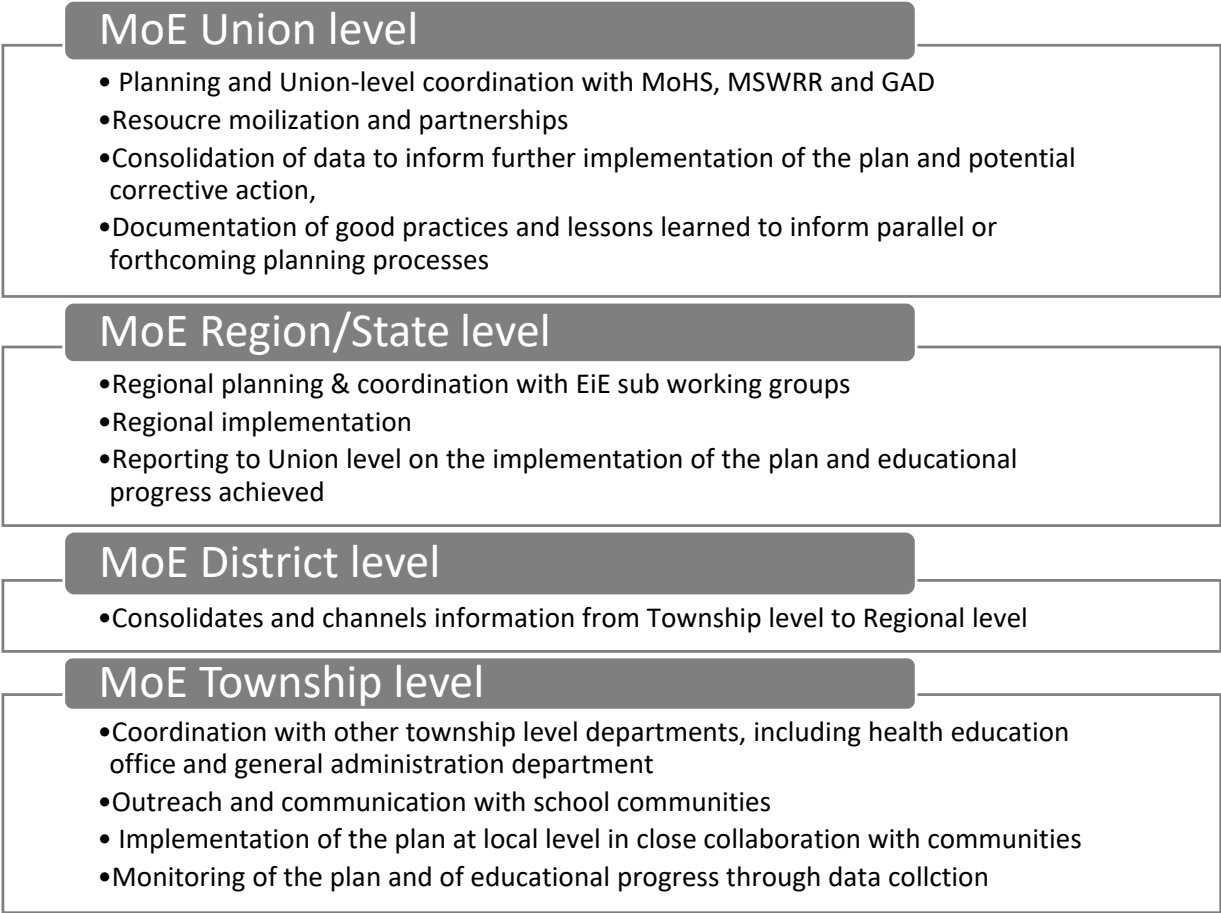 MoE Union level
• Planning and Union-level coordination with MoHS, MSWRR and GAD
•Resoucre moilization and partnerships
•Consolidation of data to inform further implementation of the plan and potential
corrective action,
•Documentation of good practices and lessons learned to inform parallel or
forthcoming planning processes
MoE Region/State level
•Regional planning & coordination with EiE sub working groups
•Regional implementation
•Reporting to Union level on the implementation of the plan and educational
progress achieved
MoE District level
•Consolidates and channels information from Township level to Regional level
MoE Township level
•Coordination with other township level departments, including health education
office and general administration department
•Outreach and communication with school communities
• Implementation of the plan at local level in close collaboration with communities
•Monitoring of the plan and of educational progress through data collction